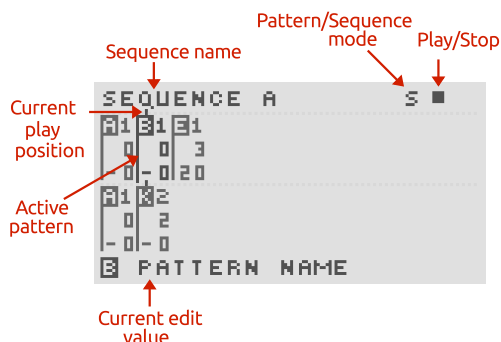 Pattern/Sequence
mode
Play/Stop
Sequence name
SEQUENCE A S
Current
play
position
A1 B1 E1
0 0 3
-0 -0 20
Active
pattern
A1 K2
0 2
-0 -0
B PATTERN NAME
Current edit
value